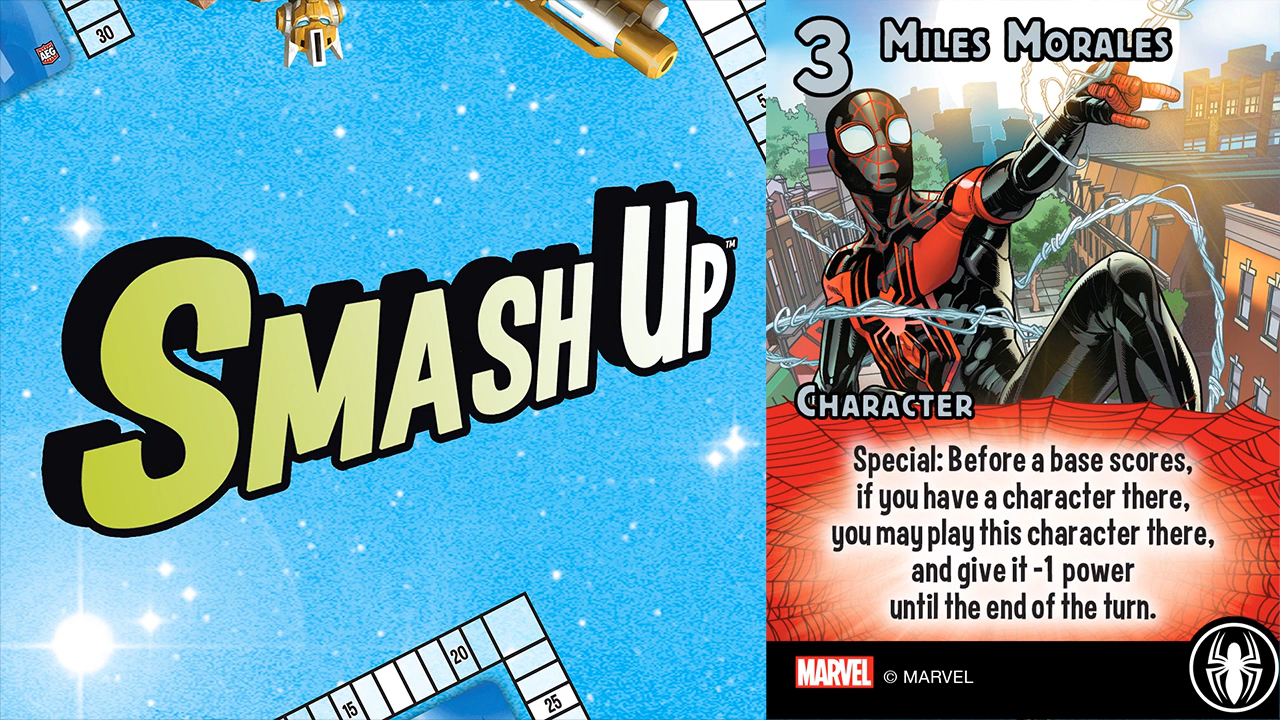 30
AEG
5
SMASH UP™
15
20
25
3
MILES MORALES
CHARACTER
Special: Before a base scores,
if you have a character there,
you may play this character there,
and give it -1 power
until the end of the turn.
MARVEL © MARVEL